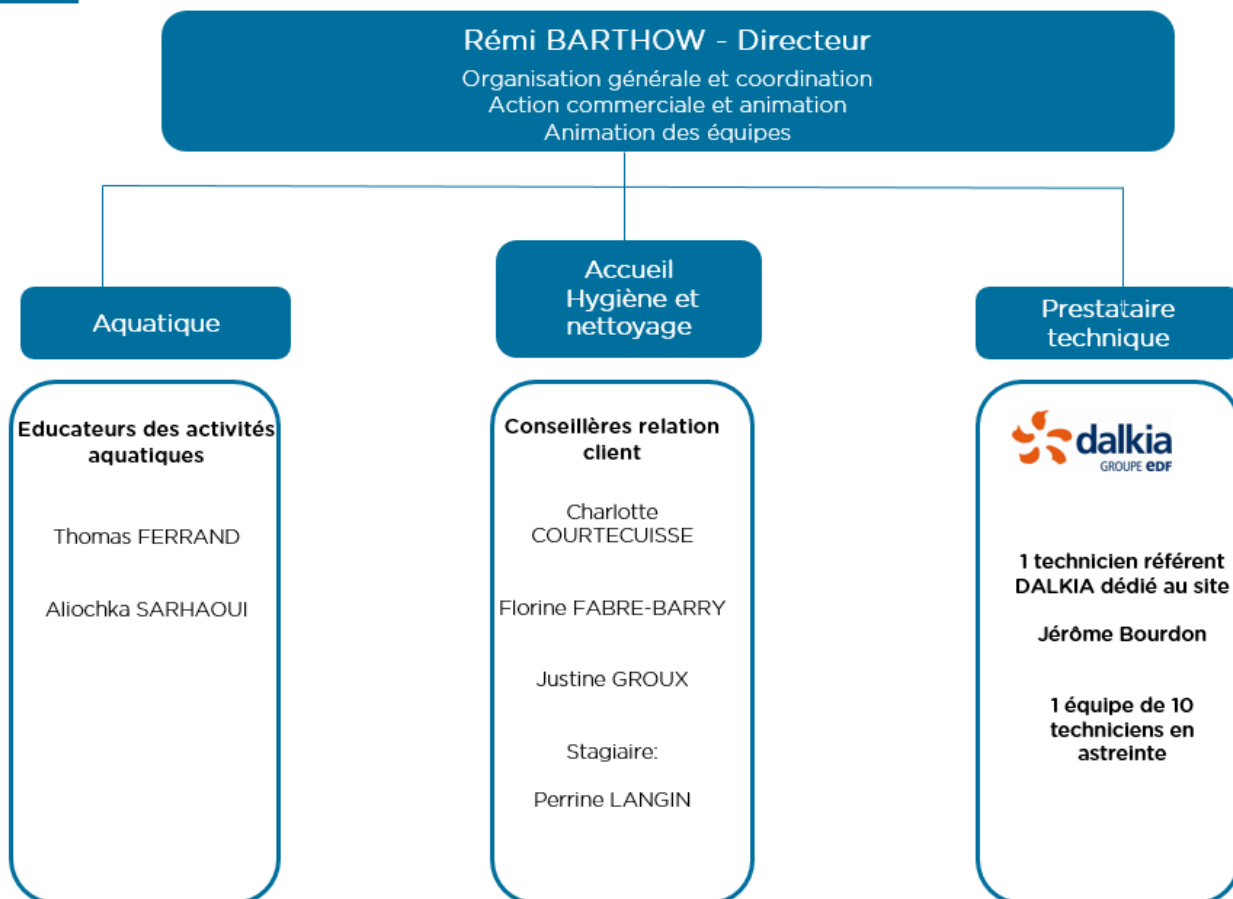 Rémi BARTHOW - Directeur
Organisation générale et coordination
Action commerciale et animation
Animation des équipes
Aquatique
Accueil
Hygiène et
nettoyage
Prestataire
technique
Educateurs des activités
aquatiques
Thomas FERRAND
Aliochka SARHAOUI
Conseillères relation
client
Charlotte
COURTECUISSE
Florine FABRE-BARRY
Justine GROUX
Stagiaire:
Perrine LANGIN
dalkia
GROUPE eDF
1 technicien référent
DALKIA dédié au site
Jérôme Bourdon
1 équipe de 10
techniciens en
astreinte